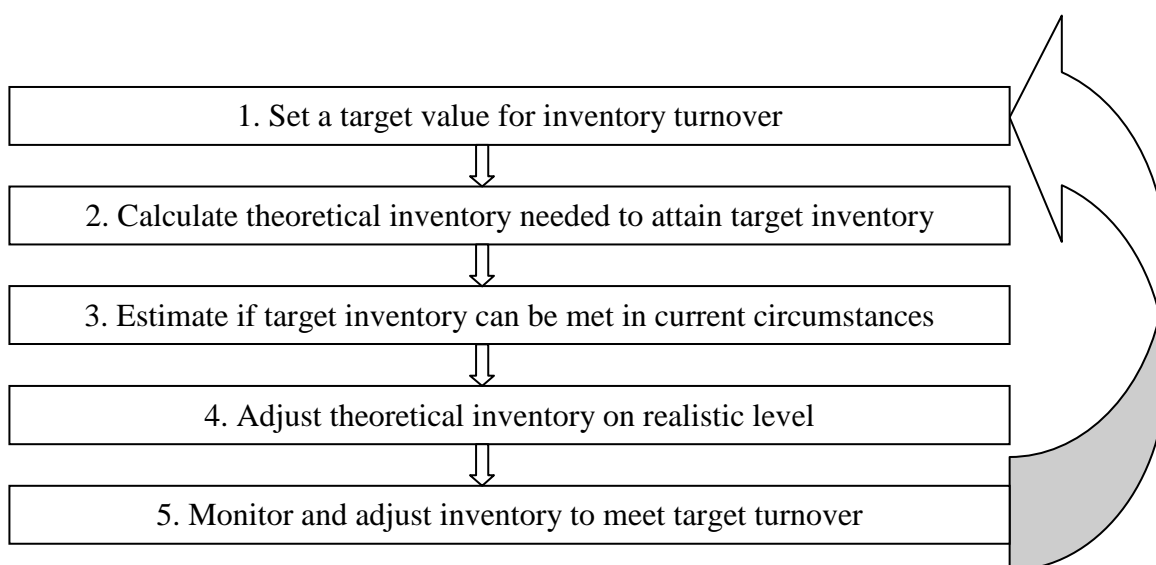 1. Set a target value for inventory turnover
2. Calculate theoretical inventory needed to attain target inventory
3. Estimate if target inventory can be met in current circumstances
4. Adjust theoretical inventory on realistic level
5. Monitor and adjust inventory to meet target turnover